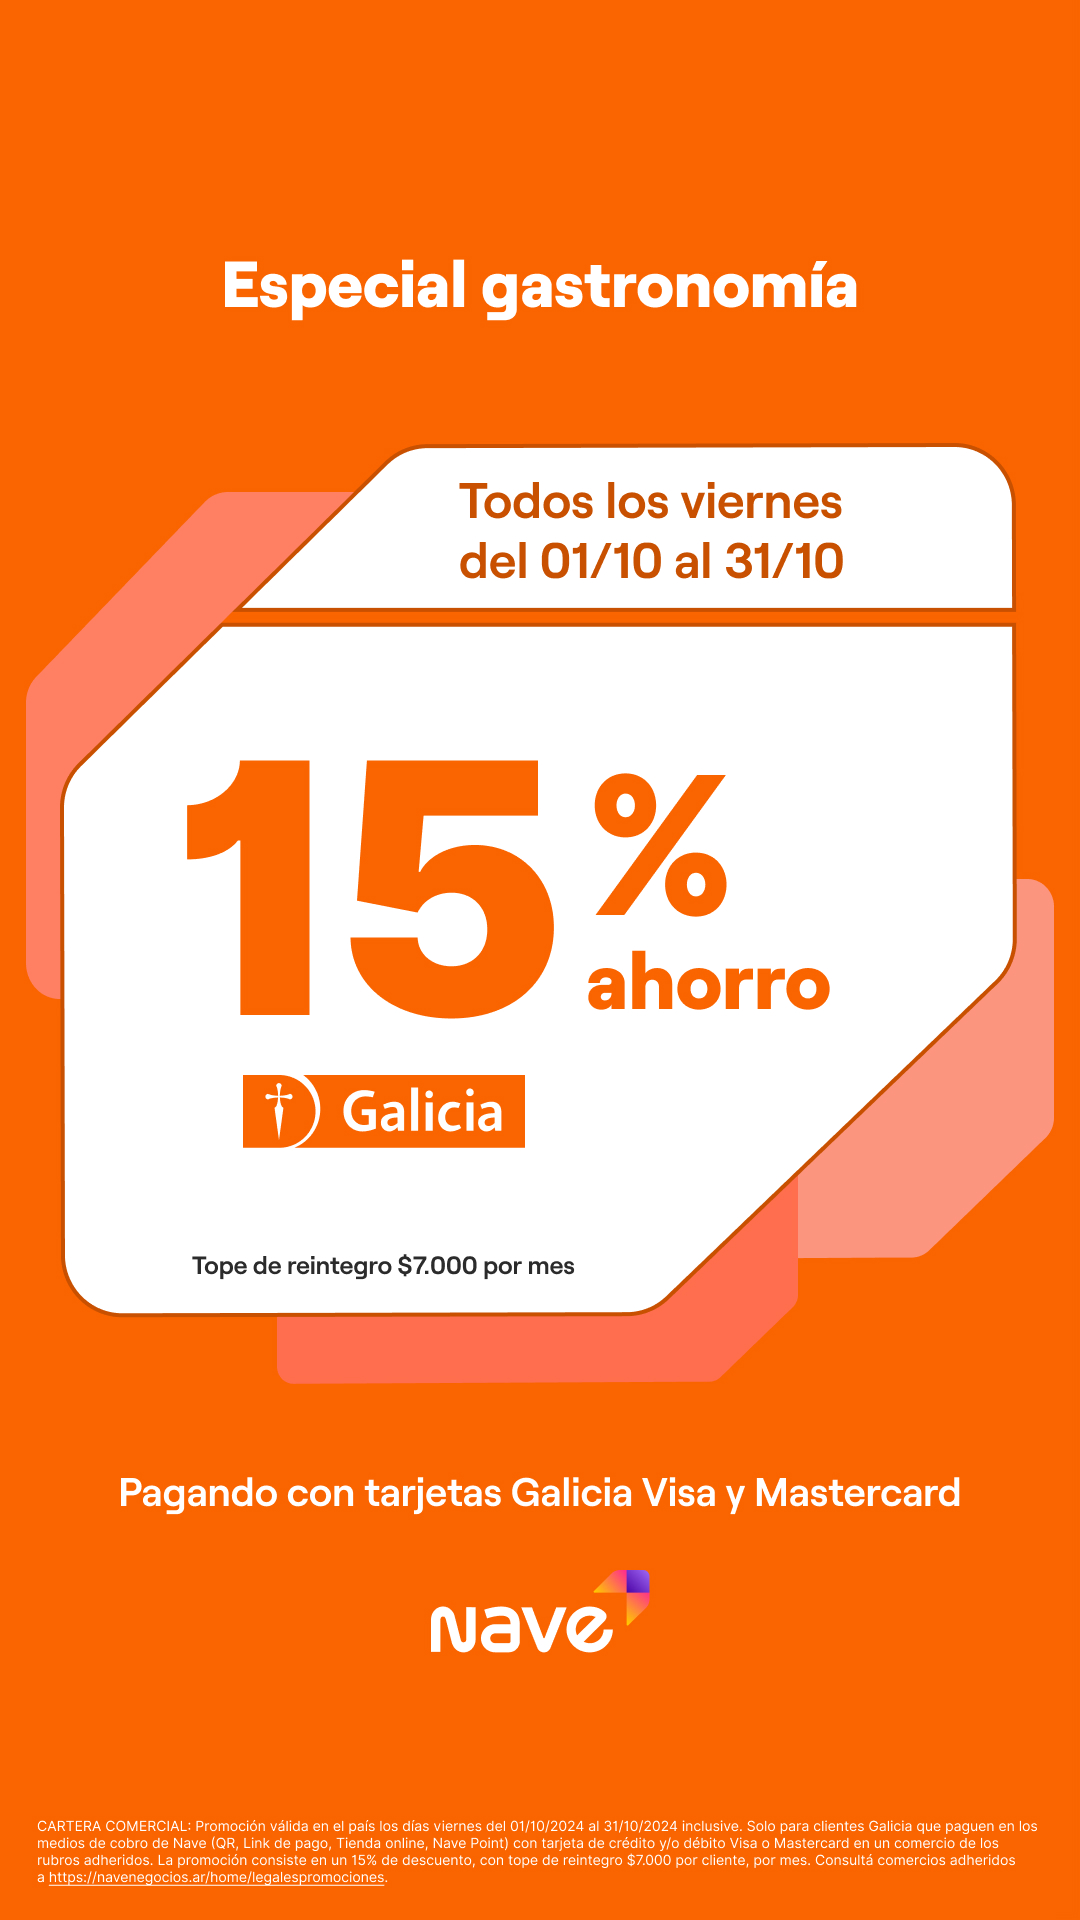 Especial gastronomía
Todos los viernes
del 01/10 al 31/10
15%
ahorro
Galicia
Tope de reintegro $7.000 por mes
Pagando con tarjetas Galicia Visa y Mastercard
nave
CARTERA COMERCIAL: Promoción válida en el país los días viernes del 01/10/2024 al 31/10/2024 inclusive. Solo para clientes Galicia que paguen en los
medios de cobro de Nave (QR, Link de pago, Tienda online, Nave Point) con tarjeta de crédito y/o débito Visa o Mastercard en un comercio de los
rubros adheridos. La promoción consiste en un 15% de descuento, con tope de reintegro $7.000 por cliente, por mes. Consultá comercios adheridos
a https://navenegocios.ar/home/legalespromociones.